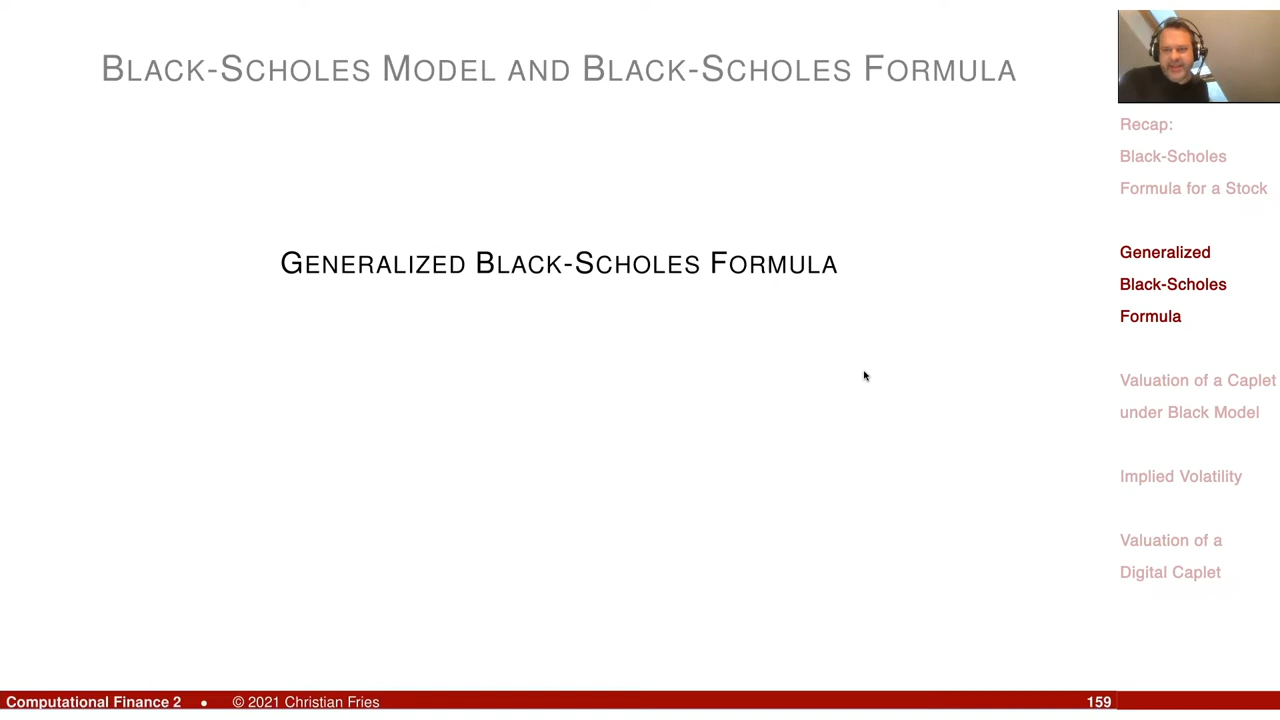 BLACK-SCHOLES MODEL AND BLACK-SCHOLES FORMULA
GENERALIZED BLACK-SCHOLES FORMULA
Recap:
Black-Scholes
Formula for a Stock
Generalized
Black-Scholes
Formula
Valuation of a Caplet
under Black Model
Implied Volatility
Valuation of a
Digital Caplet
Computational Finance 2 • © 2021 Christian Fries 159